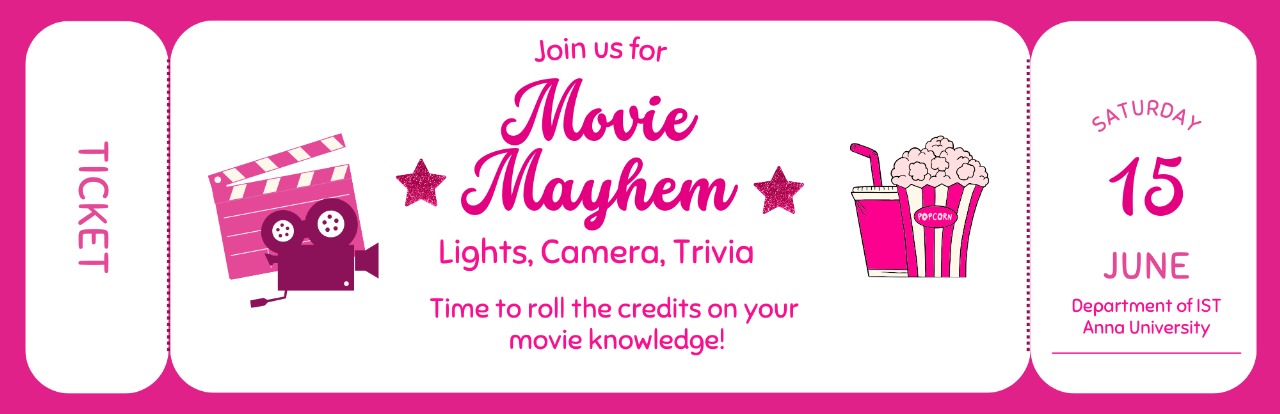 TICKET
Join us for
Movie
Mayhem
Lights, Camera, Trivia
Time to roll the credits on your
movie knowledge!
POPCORN
SATURDAY
15
JUNE
Department of IST
Anna University